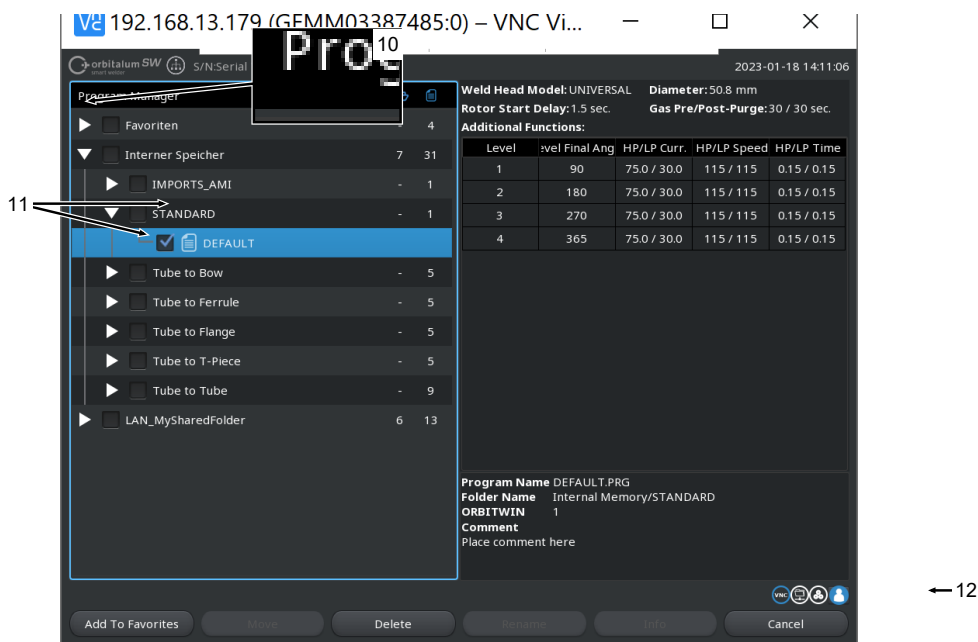 192.168.13.179 (GEMM03387485:0) – VNC Vi...
10
Prog
orbitalum SW S/N:Serial 2023-01-18 14:11:06
smart welder
Program Manager
Favoriten - 4
Interner Speicher 7 31
IMPORTS_AMI - 1
11
STANDARD - 1
DEFAULT
Tube to Bow - 5
Tube to Ferrule - 5
Tube to Flange - 5
Tube to T-Piece - 5
Tube to Tube - 9
LAN_MySharedFolder 6 13
Weld Head Model: UNIVERSAL Diameter: 50.8 mm
Rotor Start Delay: 1.5 sec. Gas Pre/Post-Purge: 30 / 30 sec.
Additional Functions:
Level evel Final Ang HP/LP Curr. HP/LP Speed HP/LP Time
1 90 75.0 / 30.0 115 / 115 0.15 / 0.15
2 180 75.0 / 30.0 115 / 115 0.15 / 0.15
3 270 75.0 / 30.0 115 / 115 0.15 / 0.15
4 365 75.0 / 30.0 115 / 115 0.15 / 0.15
Program Name DEFAULT.PRG
Folder Name Internal Memory/STANDARD
ORBITWIN 1
Comment
Place comment here
VNC
12
Add To Favorites Move Delete Rename Info Cancel